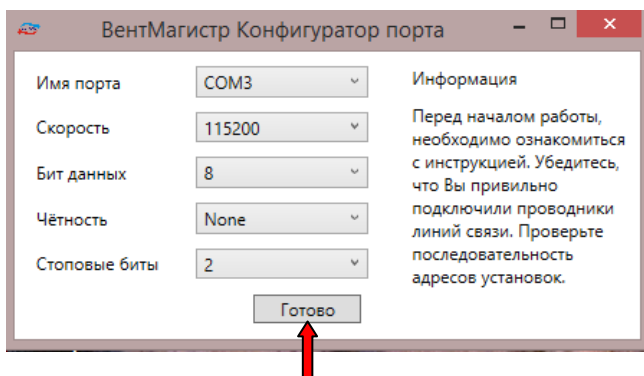 ВентМагистр Конфигуратор порта
Имя порта
COM3
Скорость
115200
Бит данных
8
Чётность
None
Стоповые биты
2
Готово
Информация
Перед началом работы,
необходимо ознакомиться
с инструкцией. Убедитесь,
что Вы привильно
подключили проводники
линий связи. Проверьте
последовательность
адресов установок.